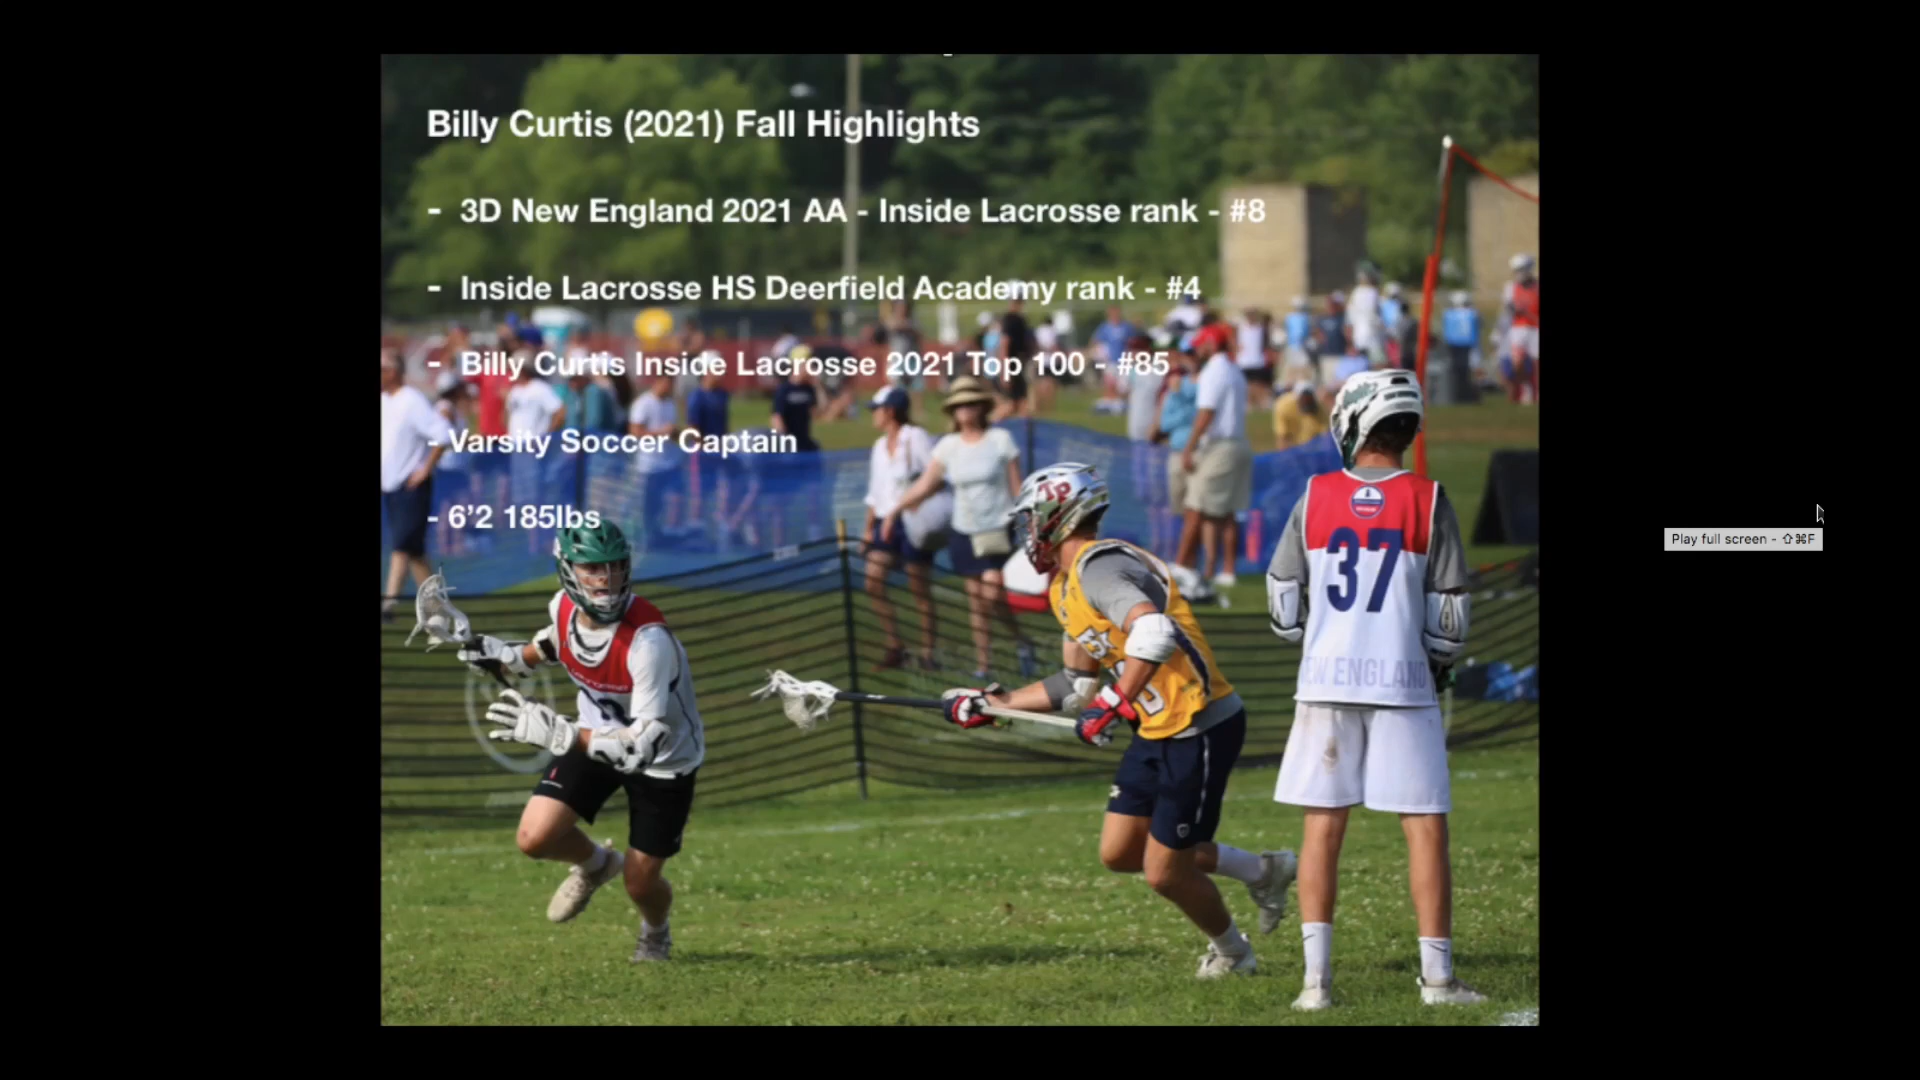 Billy Curtis (2021) Fall Highlights
- 3D New England 2021 AA - Inside Lacrosse rank - #8
- Inside Lacrosse HS Deerfield Academy rank - #4
- Billy Curtis Inside Lacrosse 2021 Top 100 - #85
- Varsity Soccer Captain
- 6’2 185lbs
TP
37
EW ENGLAND
Play full screen - ⇧⌘F